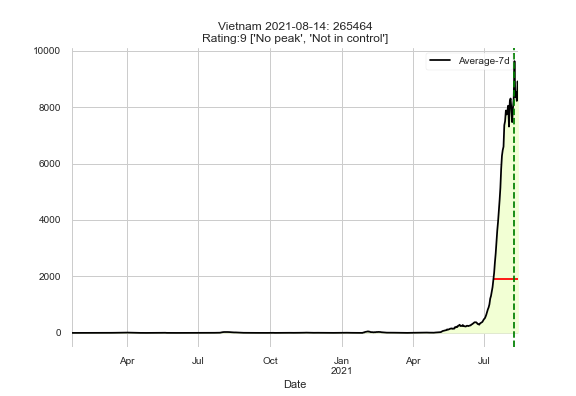 Vietnam 2021-08-14: 265464
Rating:9 ['No peak', 'Not in control']
Average-7d
10000
8000
6000
4000
2000
0
Apr
Jul
Oct
Jan
2021
Apr
Jul
Date